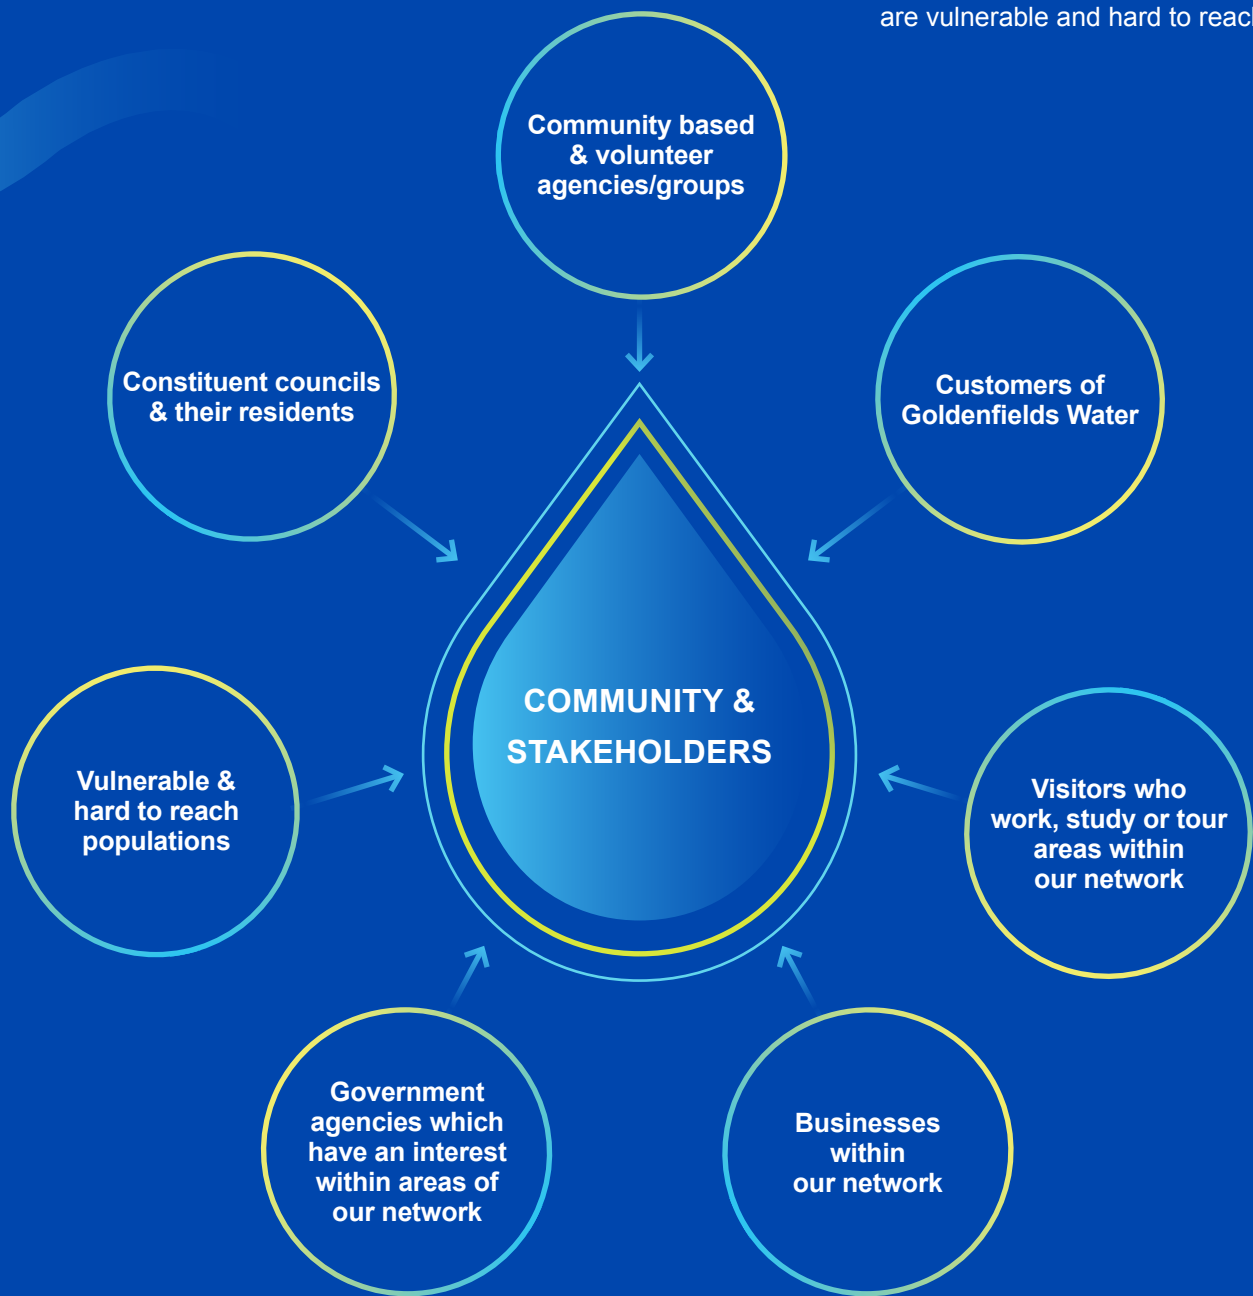 are vulnerable and hard to reach
Community based
& volunteer
agencies/groups
Constituent councils
& their residents
Customers of
Goldenfields Water
COMMUNITY &
STAKEHOLDERS
Vulnerable &
hard to reach
populations
Visitors who
work, study or tour
areas within
our network
Government
agencies which
have an interest
within areas of
our network
Businesses
within
our network